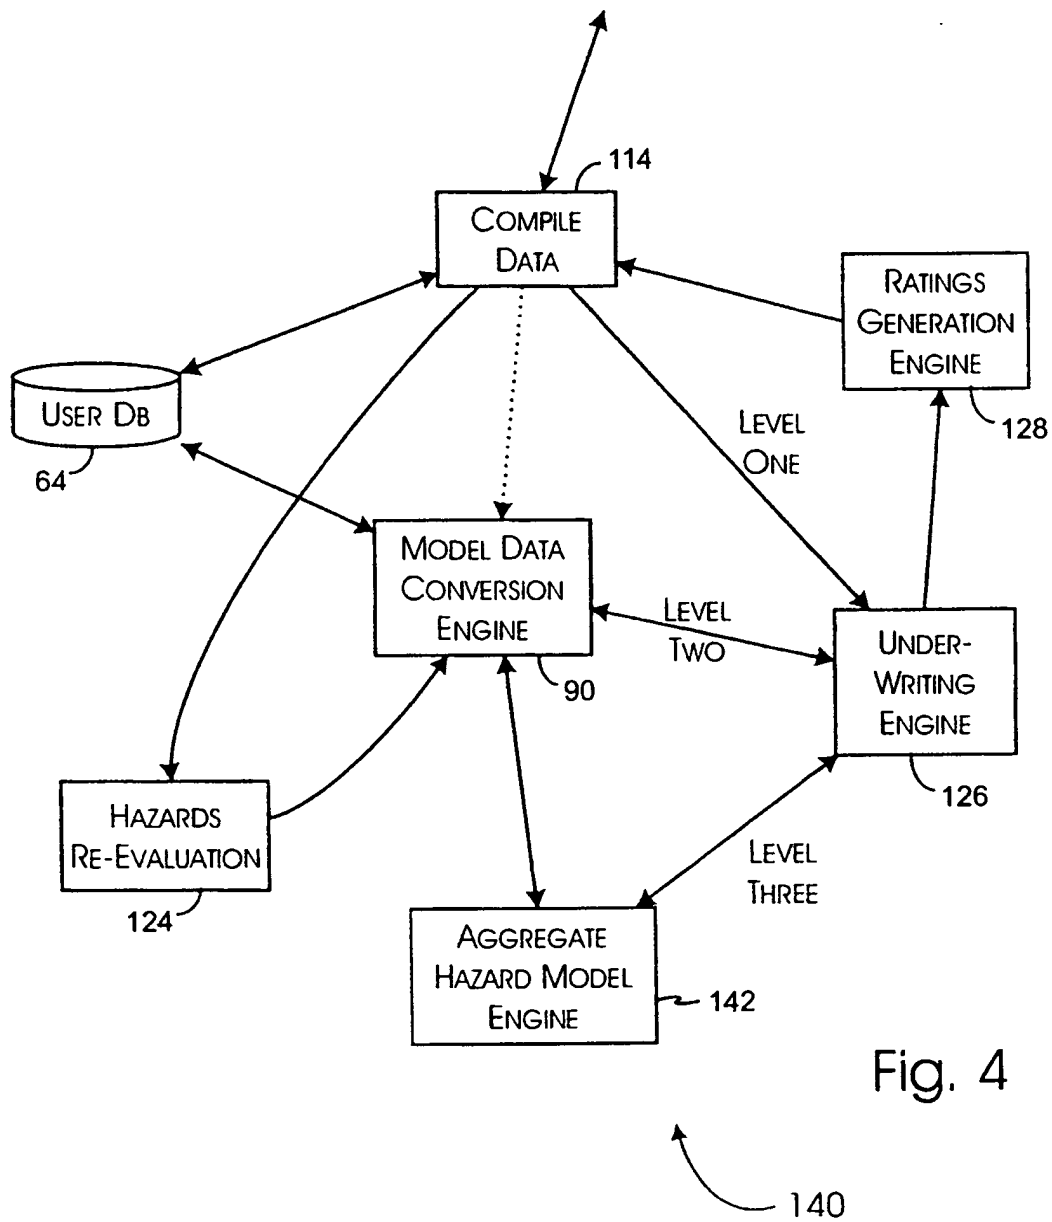 114
COMPILE
DATA
RATINGS
GENERATION
ENGINE
128
USER DB
64
LEVEL
ONE
MODEL DATA
CONVERSION
ENGINE
90
LEVEL
TWO
UNDER-
WRITING
ENGINE
126
HAZARDS
RE-EVALUATION
124
LEVEL
THREE
AGGREGATE
HAZARD MODEL
ENGINE
142
Fig. 4
140